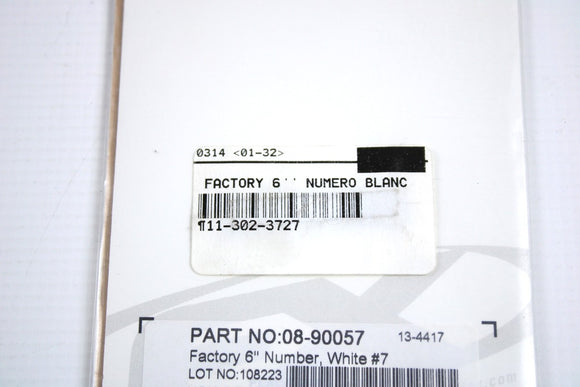 0314 <01-32>
FACTORY 6'' NUMERO BLANC
¶11-302-3727
PART NO:08-90057 13-4417
Factory 6" Number, White #7
LOT NO:108223